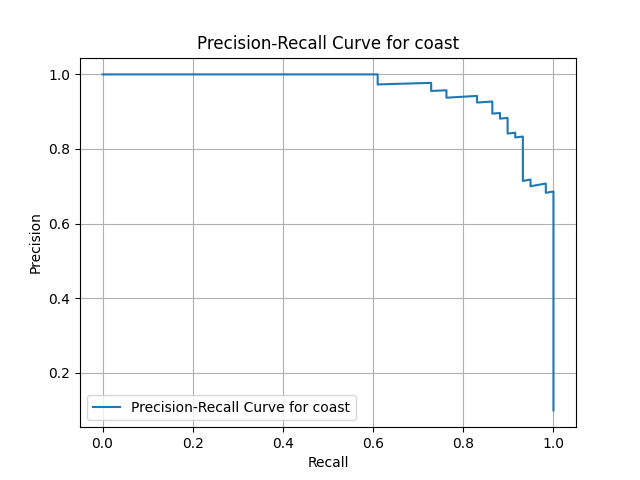 Precision-Recall Curve for coast
1.0
0.8
0.6
0.4
0.2
Precision
Precision-Recall Curve for coast
0.0 0.2 0.4 0.6 0.8 1.0
Recall